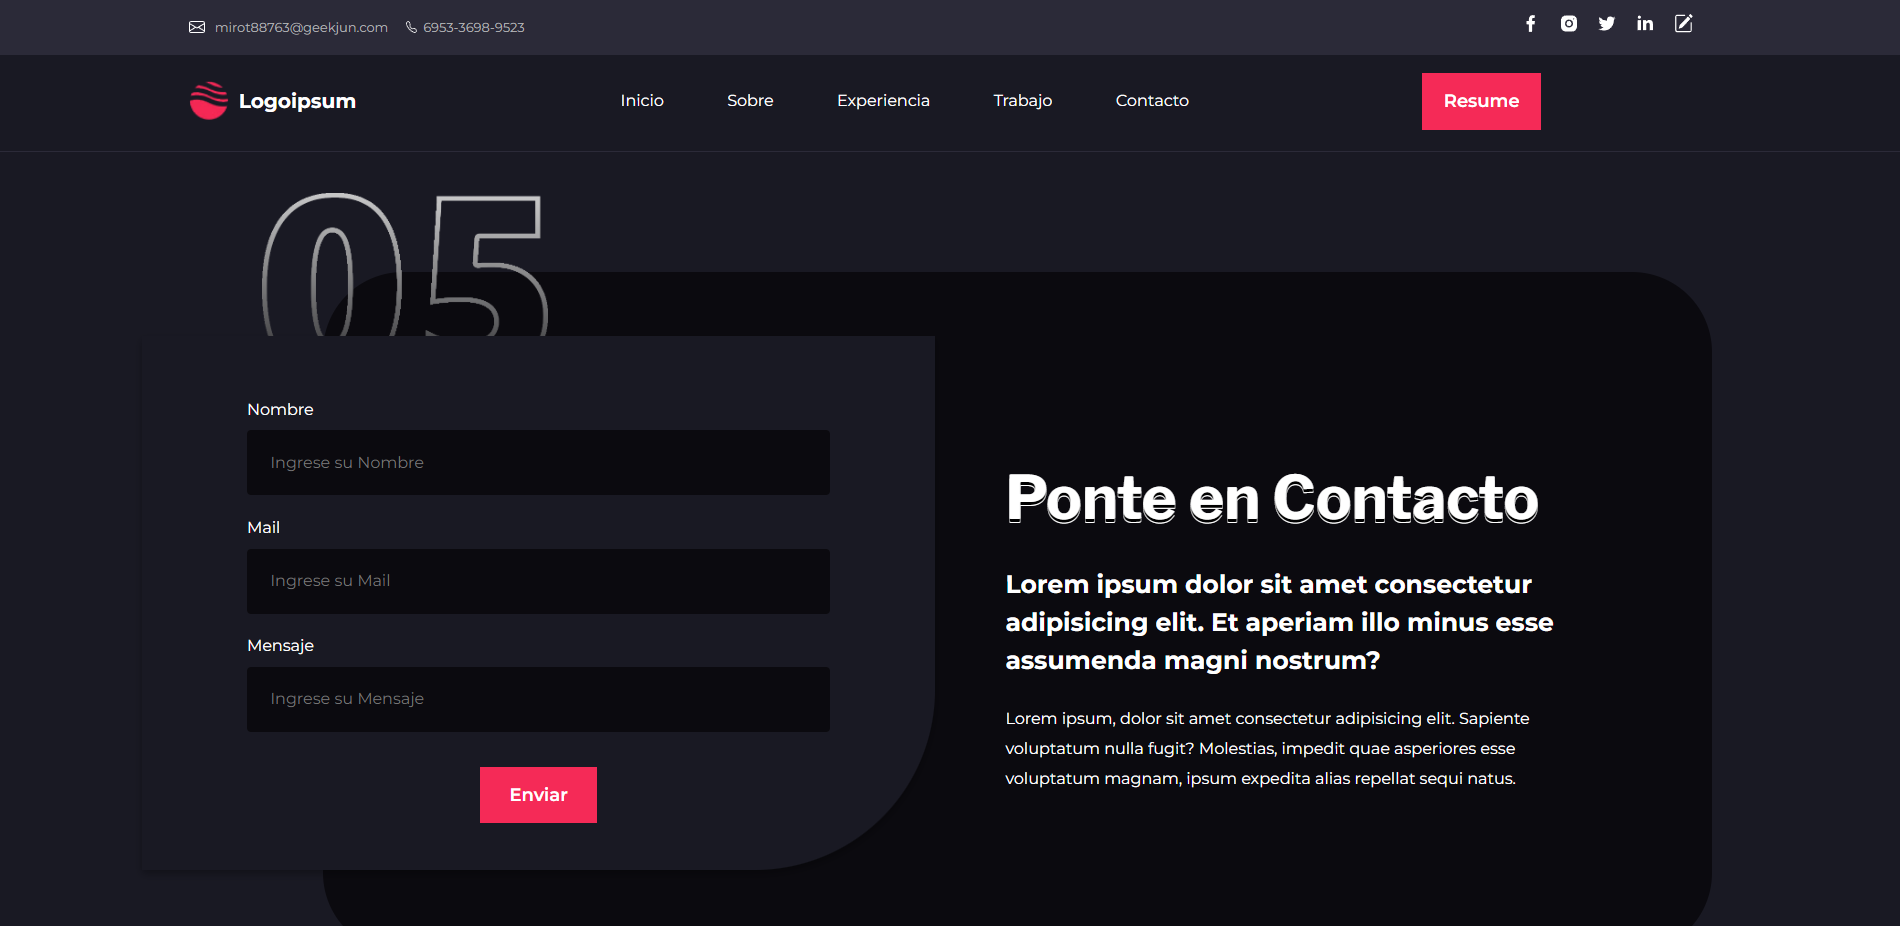 mirot88763@geekjun.com 6953-3698-9523
Logoipsum
Inicio Sobre Experiencia Trabajo Contacto
Resume
05
Nombre
Ingrese su Nombre
Mail
Ingrese su Mail
Mensaje
Ingrese su Mensaje
Enviar
Ponte en Contacto
Lorem ipsum dolor sit amet consectetur
adipisicing elit. Et aperiam illo minus esse
assumenda magni nostrum?
Lorem ipsum, dolor sit amet consectetur adipisicing elit. Sapiente
voluptatum nulla fugit? Molestias, impedit quae asperiores esse
voluptatum magnam, ipsum expedita alias repellat sequi natus.